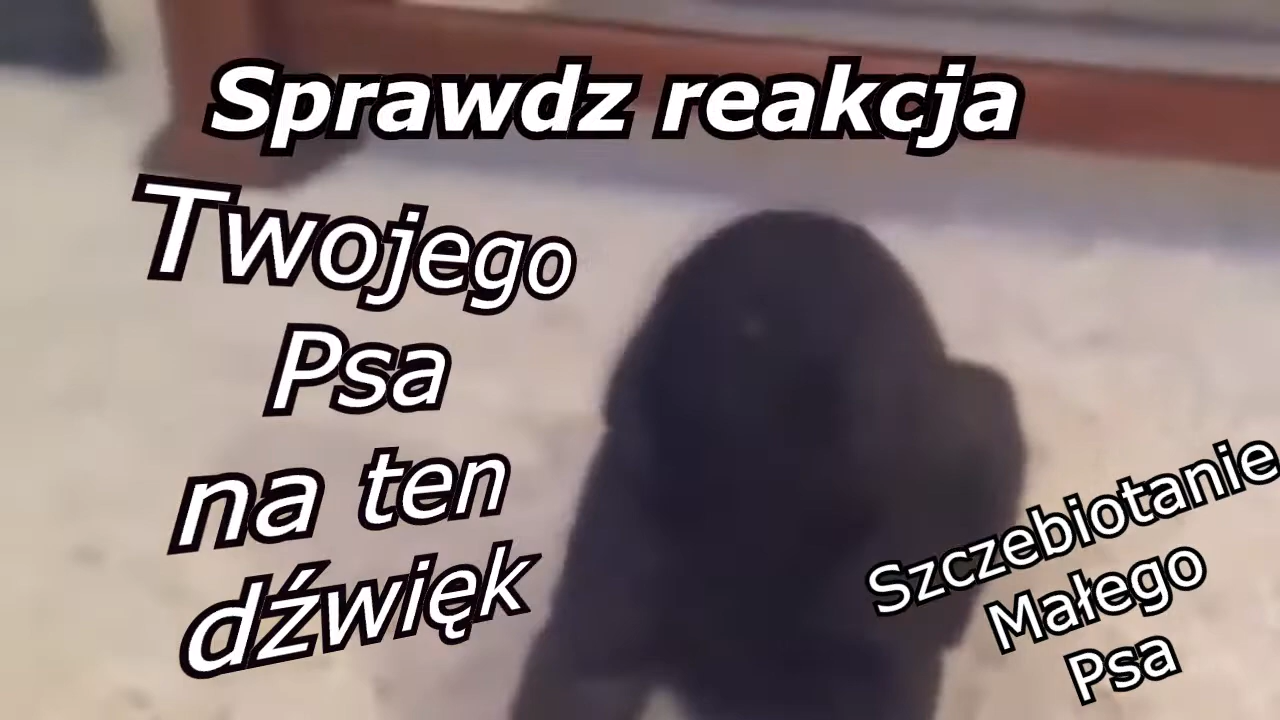 Sprawdz reakcja
Twojego
Psa
na ten
dźwięk
Szczebiotanie
Małego
Psa